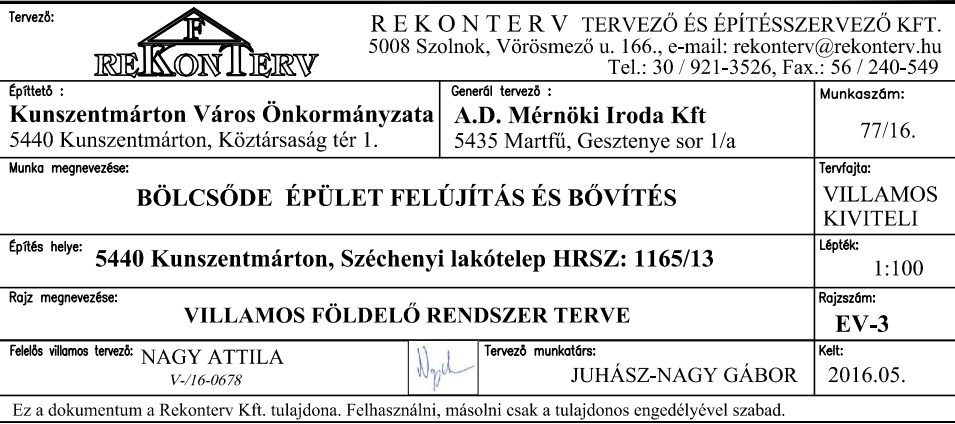 Tervező:
F
REKONTERV
R E K O N T E R V TERVEZŐ ÉS ÉPÍTÉSSZERVEZŐ KFT.
5008 Szolnok, Vörösmező u. 166., e-mail: rekonterv@rekonterv.hu
Tel.: 30 / 921-3526, Fax.: 56 / 240-549
Építtető :
Kunszentmárton Város Önkormányzata
5440 Kunszentmárton, Köztársaság tér 1.
Generál tervező :
A.D. Mérnöki Iroda Kft
5435 Martfű, Gesztenye sor 1/a
Munkaszám:
77/16.
Munka megnevezése:
BÖLCSŐDE ÉPÜLET FELÚJÍTÁS ÉS BŐVÍTÉS
Tervfajta:
VILLAMOS
KIVITELI
Építés helye:
5440 Kunszentmárton, Széchenyi lakótelep HRSZ: 1165/13
Lépték:
1:100
Rajz megnevezése:
VILLAMOS FÖLDELŐ RENDSZER TERVE
Rajzszám:
EV-3
Felelős villamos tervező:
NAGY ATTILA
V-/16-0678
Tervező munkatárs:
JUHÁSZ-NAGY GÁBOR
Kelt:
2016.05.
Ez a dokumentum a Rekonterv Kft. tulajdona. Felhasználni, másolni csak a tulajdonos engedélyével szabad.